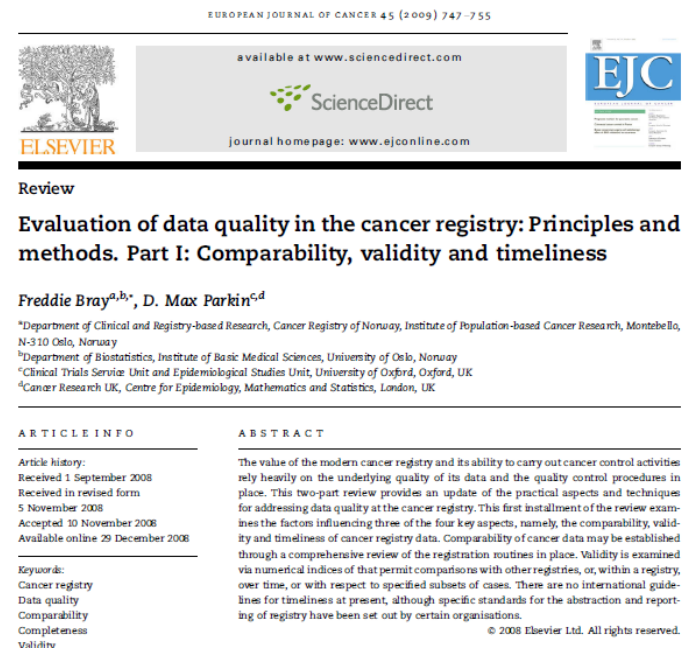 EUROPEAN JOURNAL OF CANCER 45 (2009) 747–755
available at www.sciencedirect.com
ScienceDirect
journal homepage: www.ejconline.com
ELSEVIER
EJC
EUROPEAN JOURNAL OF CANCER
Review
Evaluation of data quality in the cancer registry: Principles and
methods. Part I: Comparability, validity and timeliness
Freddie Bray a,b,*, D. Max Parkin c,d
aDepartment of Clinical and Registry-based Research, Cancer Registry of Norway, Institute of Population-based Cancer Research, Montebello,
N-310 Oslo, Norway
bDepartment of Biostatistics, Institute of Basic Medical Sciences, University of Oslo, Norway
cClinical Trials Service Unit and Epidemiological Studies Unit, University of Oxford, Oxford, UK
dCancer Research UK, Centre for Epidemiology, Mathematics and Statistics, London, UK
ARTICLE INFO
Article history:
Received 1 September 2008
Received in revised form
5 November 2008
Accepted 10 November 2008
Available online 29 December 2008
Keywords:
Cancer registry
Data quality
Comparability
Completeness
Validity
ABSTRACT
The value of the modern cancer registry and its ability to carry out cancer control activities
rely heavily on the underlying quality of its data and the quality control procedures in
place. This two-part review provides an update of the practical aspects and techniques
for addressing data quality at the cancer registry. This first installment of the review exam-
ines the factors influencing three of the four key aspects, namely, the comparability, valid-
ity and timeliness of cancer registry data. Comparability of cancer data may be established
through a comprehensive review of the registration routines in place. Validity is examined
via numerical indices of that permit comparisons with other registries, or, within a registry,
over time, or with respect to specified subsets of cases. There are no international guide-
lines for timeliness at present, although specific standards for the abstraction and report-
ing of registry have been set out by certain organisations.
© 2008 Elsevier Ltd. All rights reserved.